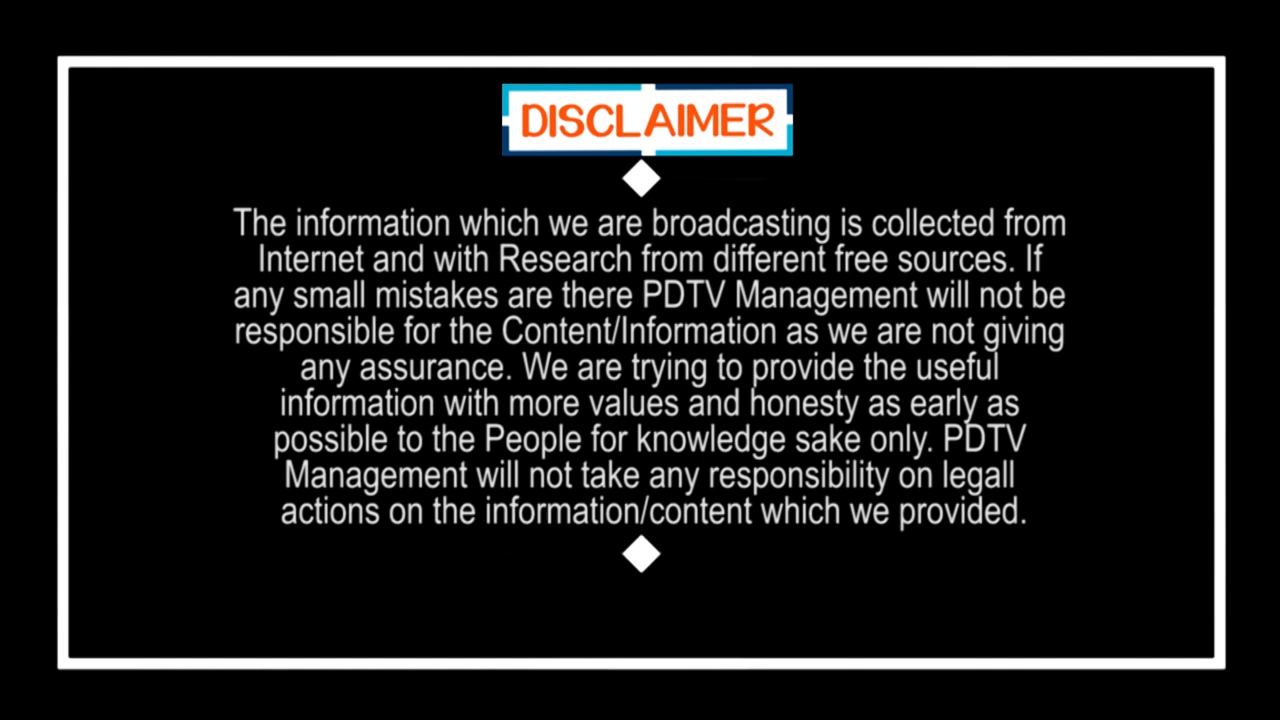 DISCLAIMER
The information which we are broadcasting is collected from
Internet and with Research from different free sources. If
any small mistakes are there PDTV Management will not be
responsible for the Content/Information as we are not giving
any assurance. We are trying to provide the useful
information with more values and honesty as early as
possible to the People for knowledge sake only. PDTV
Management will not take any responsibility on legall
actions on the information/content which we provided.